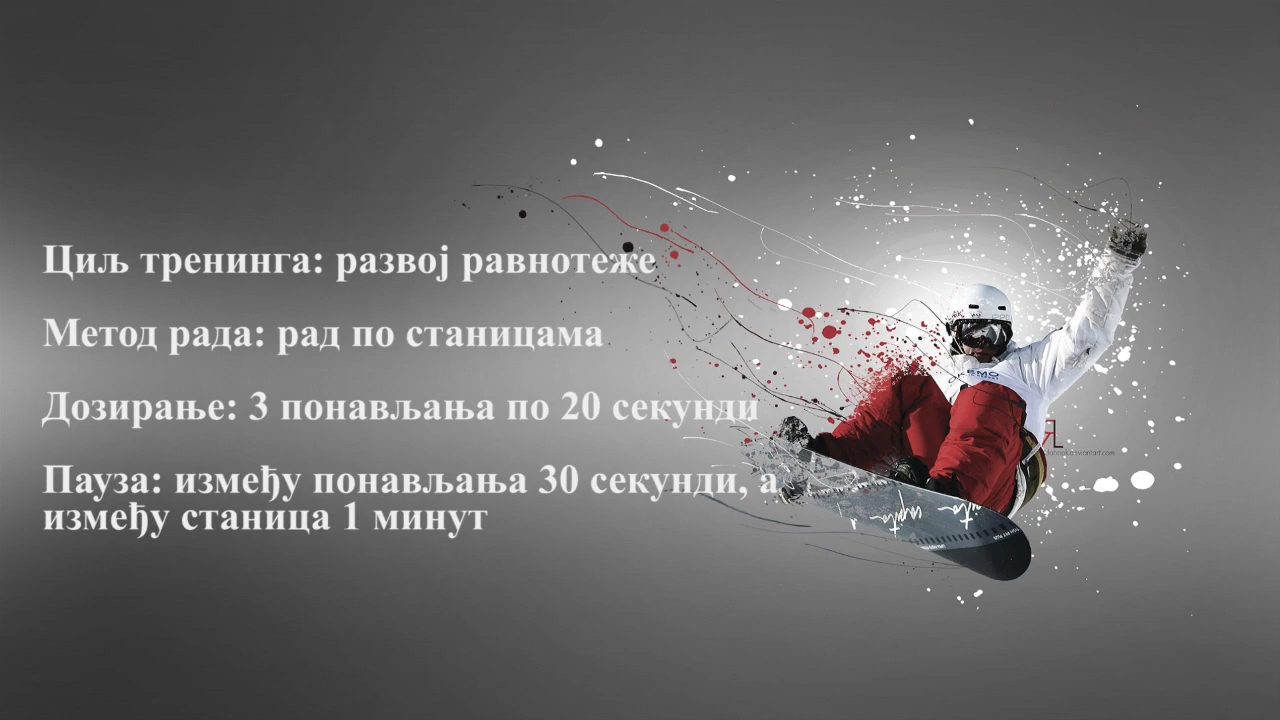 Циљ тренинга: развој равнотеже
Метод рада: рад по станицама
Дозирање: 3 понављања по 20 секунди
Пауза: између понављања 30 секунди, а
између станица 1 минут